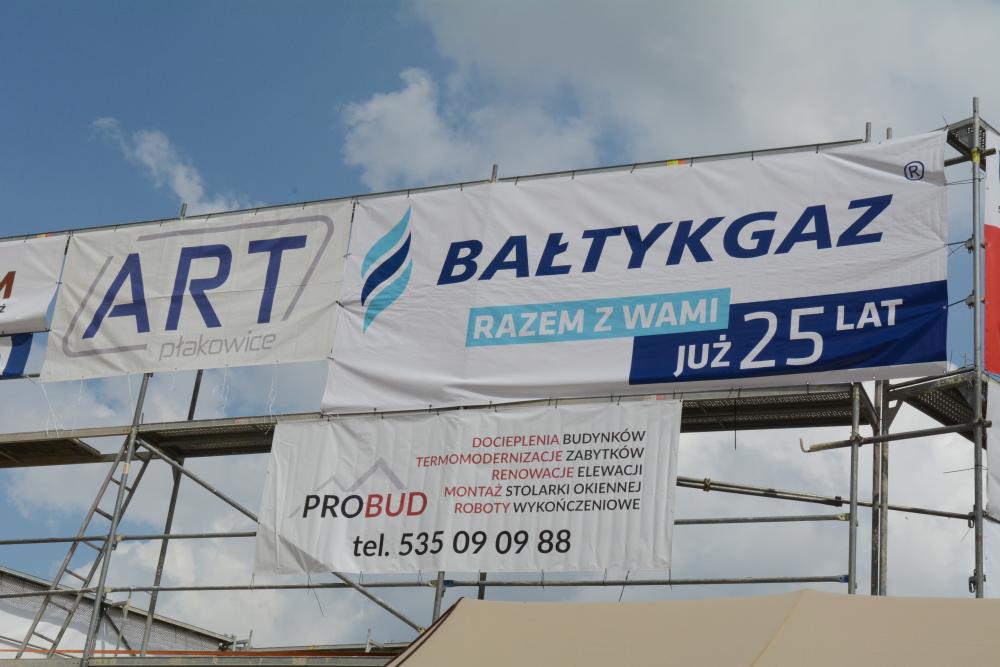 ART
płakowice
BAŁTYKGAZ ®
RAZEM Z WAMI
JUŻ 25 LAT
DOCIEPLENIA BUDYNKÓW
TERMOMODERNIZACJE ZABYTKÓW
RENOWACJE ELEWACJI
MONTAŻ STOLARKI OKIENNEJ
ROBOTY WYKOŃCZENIOWE
PROBUD
tel. 535 09 09 88